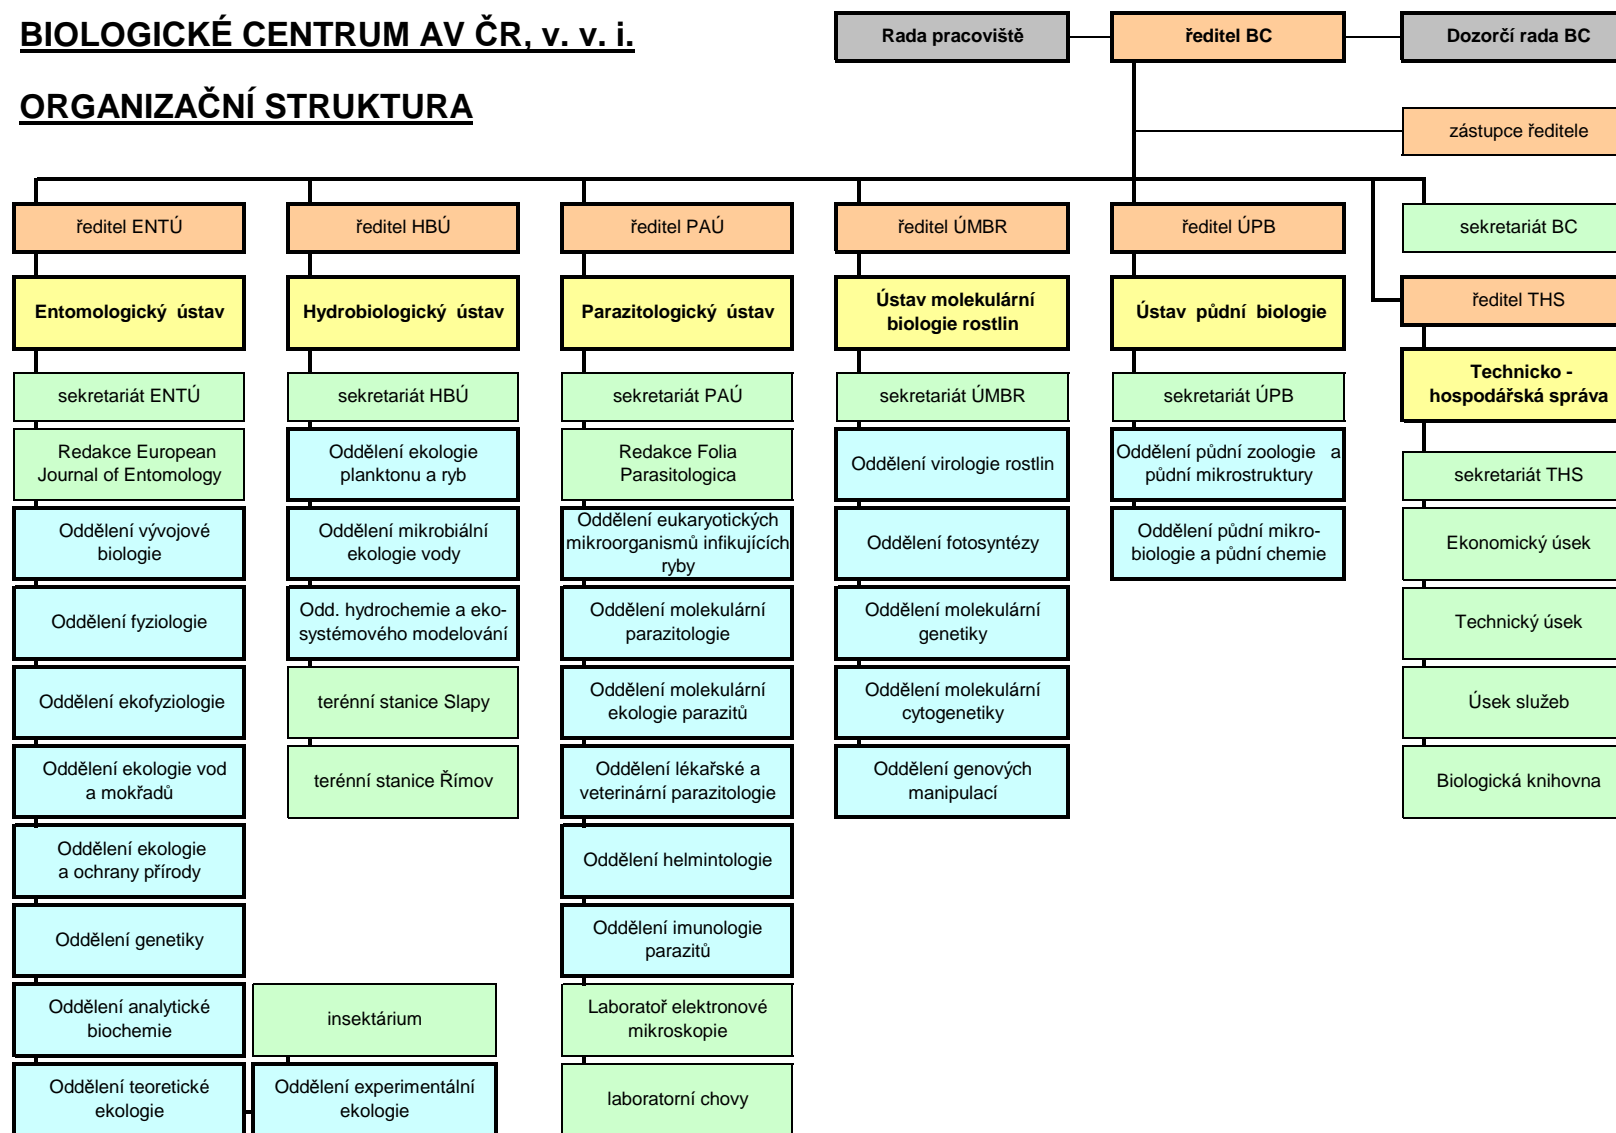 BIOLOGICKÉ CENTRUM AV ČR, v. v. i.
ORGANIZAČNÍ STRUKTURA
Rada pracoviště
ředitel BC
Dozorčí rada BC
zástupce ředitele
ředitel ENTÚ
Entomologický ústav
sekretariát ENTÚ
Redakce European
Journal of Entomology
Oddělení vývojové
biologie
Oddělení fyziologie
Oddělení ekofyziologie
Oddělení ekologie vod
a mokřadů
Oddělení ekologie
a ochrany přírody
Oddělení genetiky
Oddělení analytické
biochemie
Oddělení teoretické
ekologie
insektárium
Oddělení experimentální
ekologie
ředitel HBÚ
Hydrobiologický ústav
sekretariát HBÚ
Oddělení ekologie
planktonu a ryb
Oddělení mikrobiální
ekologie vody
Odd. hydrochemie a eko-
systémového modelování
terénní stanice Slapy
terénní stanice Římov
ředitel PAÚ
Parazitologický ústav
sekretariát PAÚ
Redakce Folia
Parasitologica
Oddělení eukaryotických
mikroorganismů infikujících
ryby
Oddělení molekulární
parazitologie
Oddělení molekulární
ekologie parazitů
Oddělení lékařské a
veterinární parazitologie
Oddělení helmintologie
Oddělení imunologie
parazitů
Laboratoř elektronové
mikroskopie
laboratorní chovy
ředitel ÚMBR
Ústav molekulární
biologie rostlin
sekretariát ÚMBR
Oddělení virologie rostlin
Oddělení fotosyntézy
Oddělení molekulární
genetiky
Oddělení molekulární
cytogenetiky
Oddělení genových
manipulací
ředitel ÚPB
Ústav půdní biologie
sekretariát ÚPB
Oddělení půdní zoologie a
půdní mikrostruktury
Oddělení půdní mikro-
biologie a půdní chemie
sekretariát BC
ředitel THS
Technicko -
hospodářská správa
sekretariát THS
Ekonomický úsek
Technický úsek
Úsek služeb
Biologická knihovna